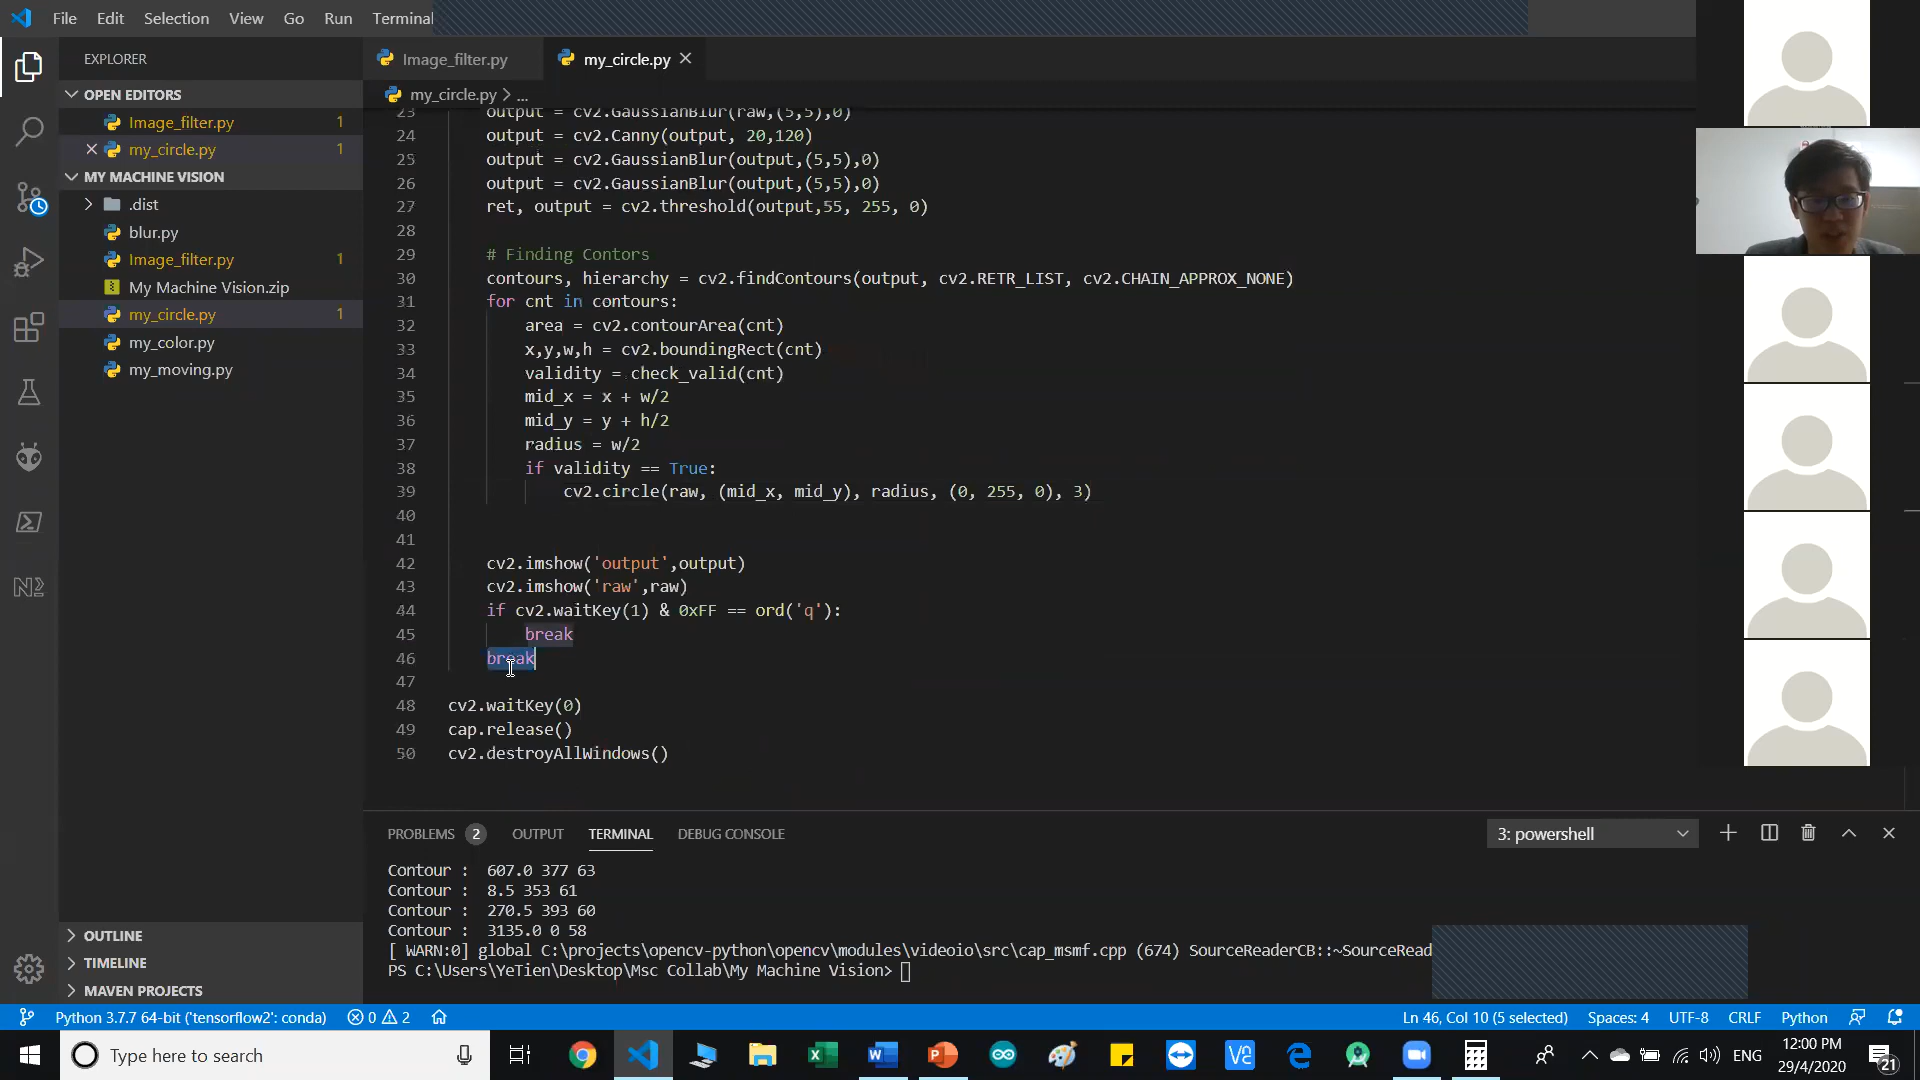 File Edit Selection View Go Run Terminal
EXPLORER
OPEN EDITORS
Image_filter.py 1
my_circle.py 1
MY MACHINE VISION
.dist
blur.py
Image_filter.py 1
My Machine Vision.zip
my_circle.py 1
my_color.py
my_moving.py
OUTLINE
TIMELINE
MAVEN PROJECTS
Image_filter.py my_circle.py
my_circle.py > ...
23 output = cv2.GaussianBlur(raw,(5,5),0)
24 output = cv2.Canny(output, 20,120)
25 output = cv2.GaussianBlur(output,(5,5),0)
26 output = cv2.GaussianBlur(output,(5,5),0)
27 ret, output = cv2.threshold(output,55, 255, 0)
28
29 # Finding Contors
30 contours, hierarchy = cv2.findContours(output, cv2.RETR_LIST, cv2.CHAIN_APPROX_NONE)
31 for cnt in contours:
32 area = cv2.contourArea(cnt)
33 x,y,w,h = cv2.boundingRect(cnt)
34 validity = check_valid(cnt)
35 mid_x = x + w/2
36 mid_y = y + h/2
37 radius = w/2
38 if validity == True:
39 cv2.circle(raw, (mid_x, mid_y), radius, (0, 255, 0), 3)
40
41
42 cv2.imshow('output',output)
43 cv2.imshow('raw',raw)
44 if cv2.waitKey(1) & 0xFF == ord('q'):
45 break
46 break
47
48 cv2.waitKey(0)
49 cap.release()
50 cv2.destroyAllWindows()
PROBLEMS 2 OUTPUT TERMINAL DEBUG CONSOLE 3: powershell
Contour : 607.0 377 63
Contour : 8.5 353 61
Contour : 270.5 393 60
Contour : 3135.0 0 58
[ WARN:0] global C:\projects\opencv-python\opencv\modules\videoio\src\cap_msmf.cpp (674) SourceReaderCB::~SourceRead
PS C:\Users\YeTien\Desktop\Msc Collab\My Machine Vision>
Python 3.7.7 64-bit ('tensorflow2': conda) 0 2 Ln 46, Col 10 (5 selected) Spaces: 4 UTF-8 CRLF Python
Type here to search ENG 12:00 PM
29/4/2020 21